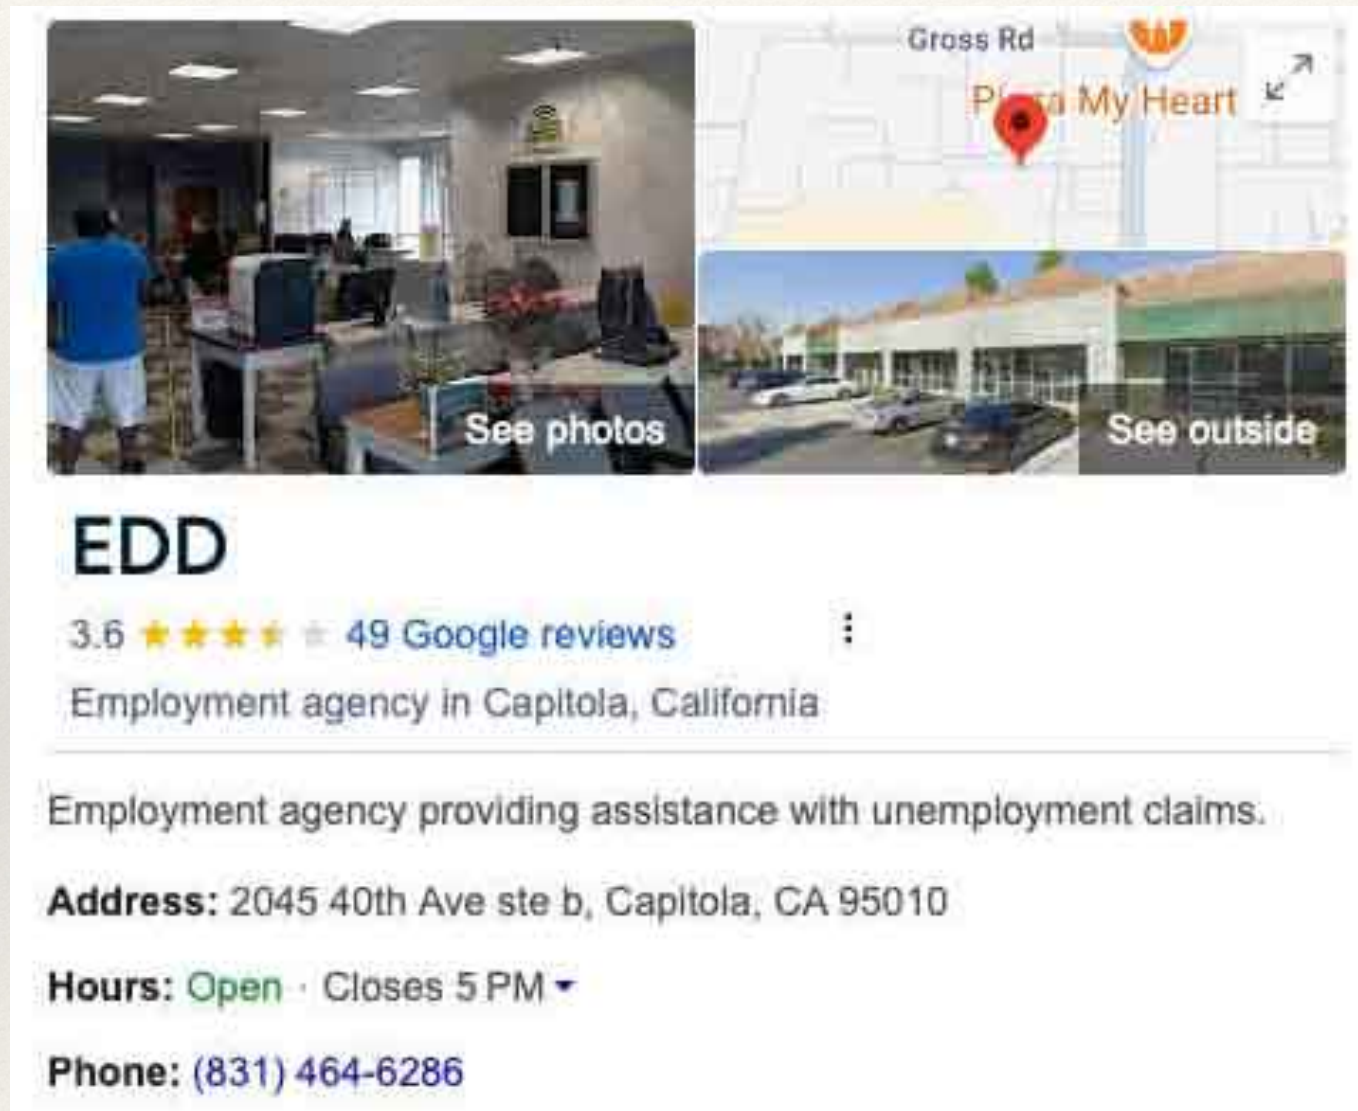 Gross Rd
My Heart
See photos
See outside
EDD
3.6 49 Google reviews
Employment agency in Capitola, California
Employment agency providing assistance with unemployment claims.
Address: 2045 40th Ave ste b, Capitola, CA 95010
Hours: Open · Closes 5 PM
Phone: (831) 464-6286